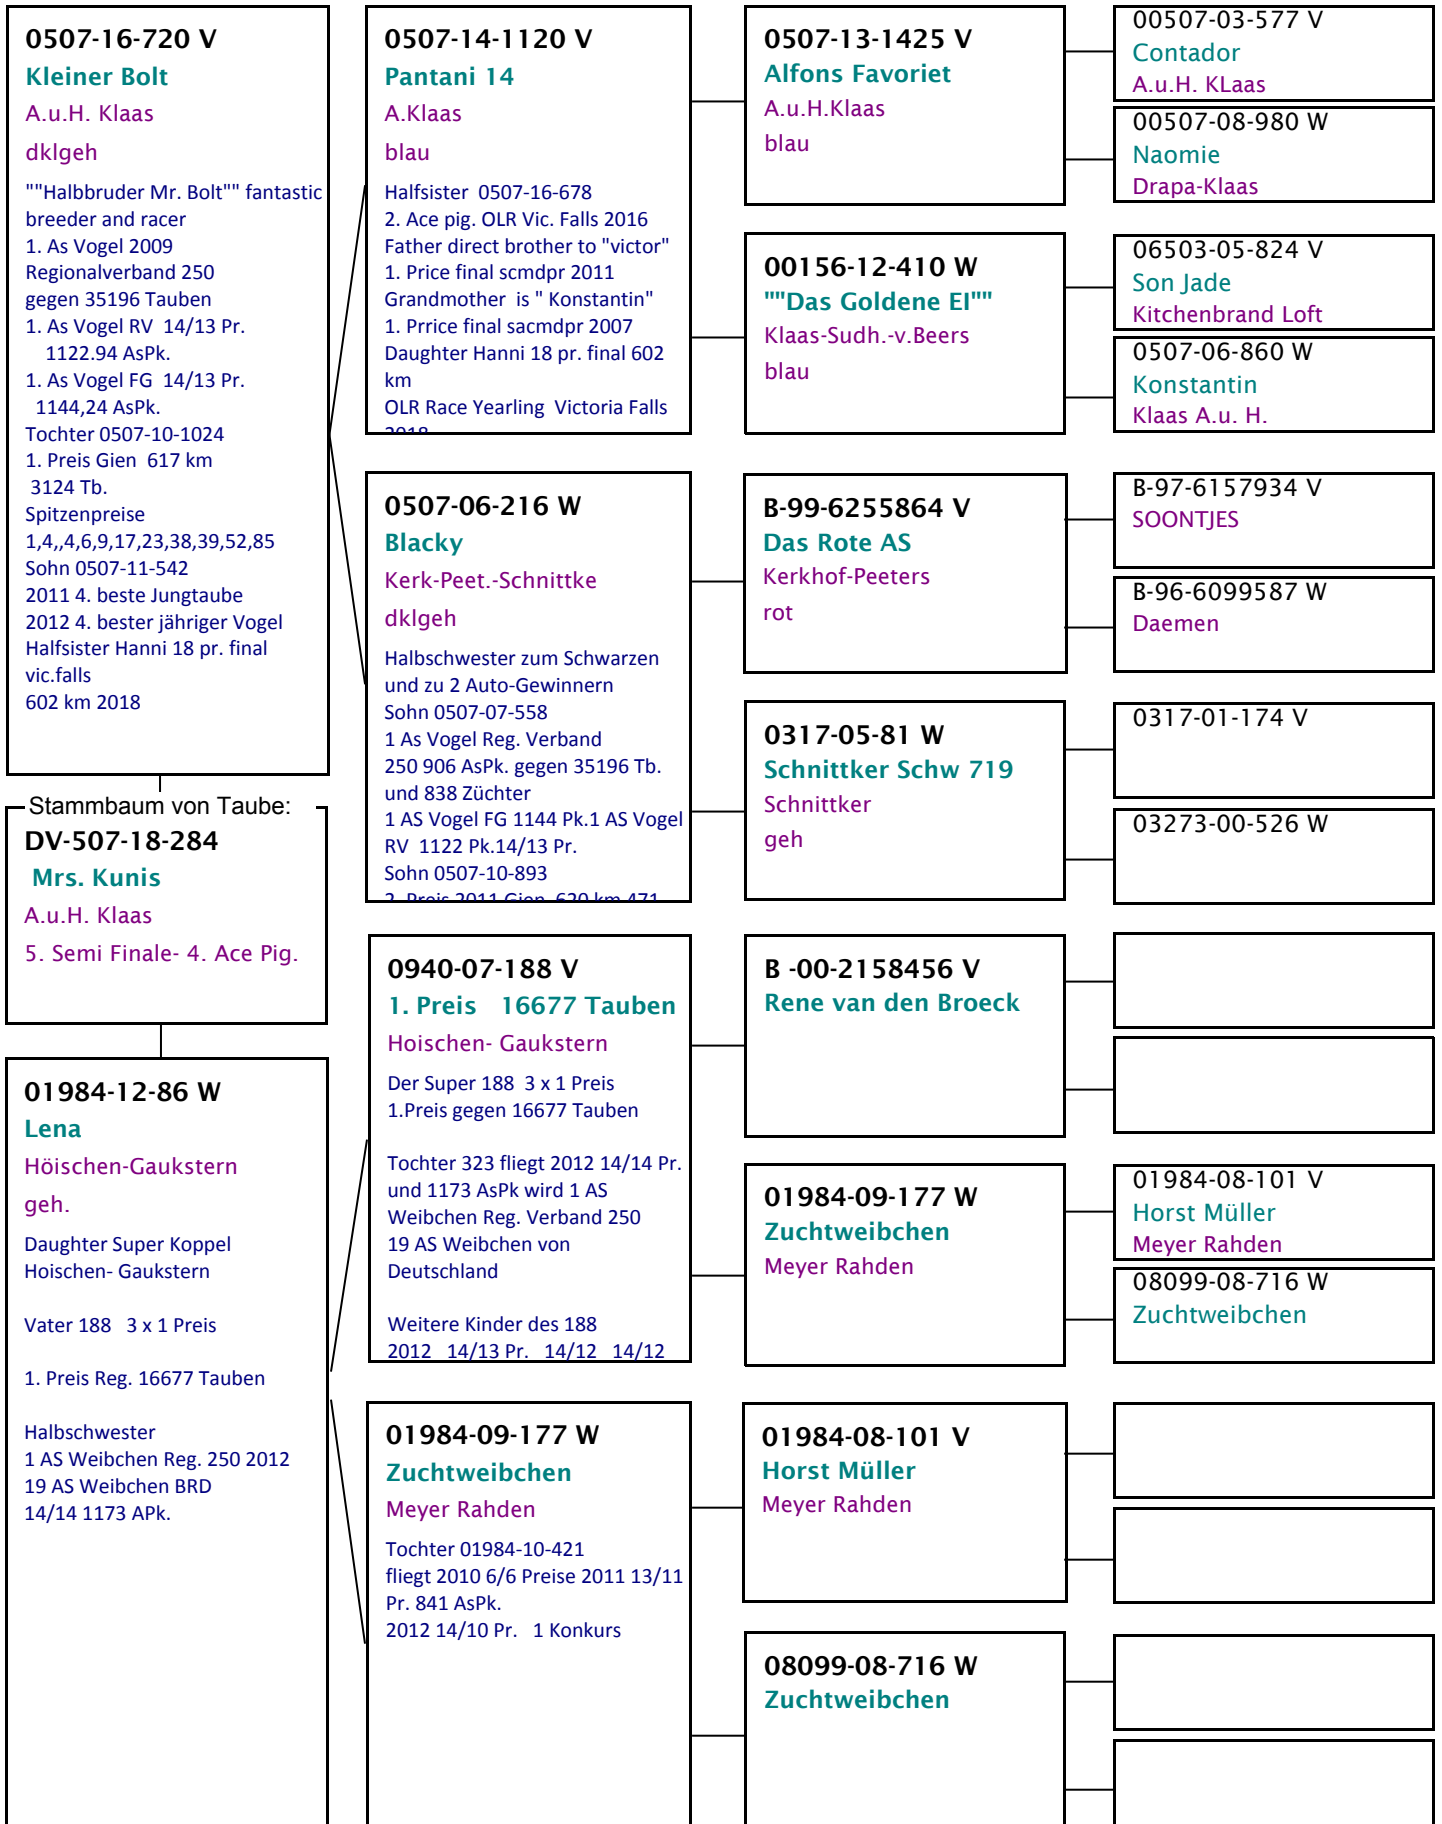 0507-16-720 V
Kleiner Bolt
A.u.H. Klaas
dklgeh
""Halbbruder Mr. Bolt"" fantastic
breeder and racer
1. As Vogel 2009
Regionalverband 250
gegen 35196 Tauben
1. As Vogel RV  14/13 Pr.
1122.94 AsPk.
1. As Vogel FG  14/13 Pr.
1144,24 AsPk.
Tochter 0507-10-1024
1. Preis Gien  617 km
3124 Tb.
Spitzenpreise
1,4,,4,6,9,17,23,38,39,52,85
Sohn 0507-11-542
2011 4. beste Jungtaube
2012 4. bester jähriger Vogel
Halfsister Hanni 18 pr. final
vic.falls
602 km 2018
Stammbaum von Taube:
DV-507-18-284
Mrs. Kunis
A.u.H. Klaas
5. Semi Finale- 4. Ace Pig.
01984-12-86 W
Lena
Höischen-Gaukstern
geh.
Daughter Super Koppel
Hoischen- Gaukstern
Vater 188   3 x 1 Preis
1. Preis Reg. 16677 Tauben
Halbschwester
1 AS Weibchen Reg. 250 2012
19 AS Weibchen BRD
14/14 1173 APk.
0507-14-1120 V
Pantani 14
A.Klaas
blau
Halfsister  0507-16-678
2. Ace pig. OLR Vic. Falls 2016
Father direct brother to "victor"
1. Price final scmdpr 2011
Grandmother  is " Konstantin"
1. Prrice final sacmdpr 2007
Daughter Hanni 18 pr. final 602
km
OLR Race Yearling  Victoria Falls
2018
0507-06-216 W
Blacky
Kerk-Peet.-Schnittke
dklgeh
Halbschwester zum Schwarzen
und zu 2 Auto-Gewinnern
Sohn 0507-07-558
1 As Vogel Reg. Verband
250 906 AsPk. gegen 35196 Tb.
und 838 Züchter
1 AS Vogel FG 1144 Pk.1 AS Vogel
RV  1122 Pk.14/13 Pr.
Sohn 0507-10-893
2. Preis 2011 Gien  620 km 471
0940-07-188 V
1. Preis   16677 Tauben
Hoischen- Gaukstern
Der Super 188  3 x 1 Preis
1.Preis gegen 16677 Tauben
Tochter 323 fliegt 2012 14/14 Pr.
und 1173 AsPk wird 1 AS
Weibchen Reg. Verband 250
19 AS Weibchen von
Deutschland
Weitere Kinder des 188
2012   14/13 Pr.   14/12   14/12
01984-09-177 W
Zuchtweibchen
Meyer Rahden
Tochter 01984-10-421
fliegt 2010 6/6 Preise 2011 13/11
Pr. 841 AsPk.
2012 14/10 Pr.   1 Konkurs
0507-13-1425 V
Alfons Favoriet
A.u.H.Klaas
blau
00156-12-410 W
""Das Goldene EI""
Klaas-Sudh.-v.Beers
blau
B-99-6255864 V
Das Rote AS
Kerkhof-Peeters
rot
0317-05-81 W
Schnittker Schw 719
Schnittker
geh
B -00-2158456 V
Rene van den Broeck
01984-09-177 W
Zuchtweibchen
Meyer Rahden
01984-08-101 V
Horst Müller
Meyer Rahden
08099-08-716 W
Zuchtweibchen
00507-03-577 V
Contador
A.u.H. KLaas
00507-08-980 W
Naomie
Drapa-Klaas
06503-05-824 V
Son Jade
Kitchenbrand Loft
0507-06-860 W
Konstantin
Klaas A.u. H.
B-97-6157934 V
SOONTJES
B-96-6099587 W
Daemen
0317-01-174 V
03273-00-526 W
01984-08-101 V
Horst Müller
Meyer Rahden
08099-08-716 W
Zuchtweibchen